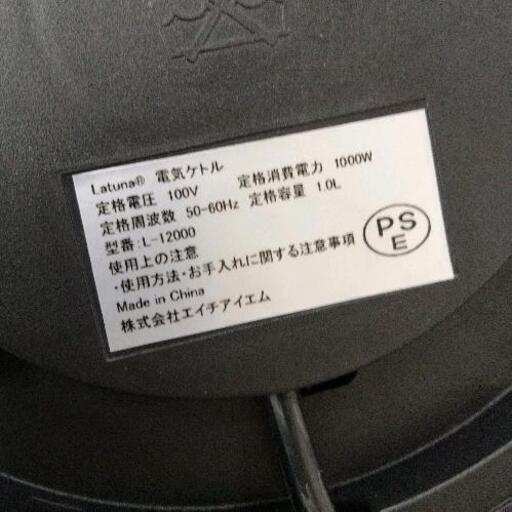 Latuna® 電気ケトル
定格電圧 100V 定格消費電力 1000W
定格周波数 50-60Hz 定格容量 1.0L
型番:L-12000
使用上の注意
・使用方法・お手入れに関する注意事項
Made in China
株式会社エイチアイエム
PS
E